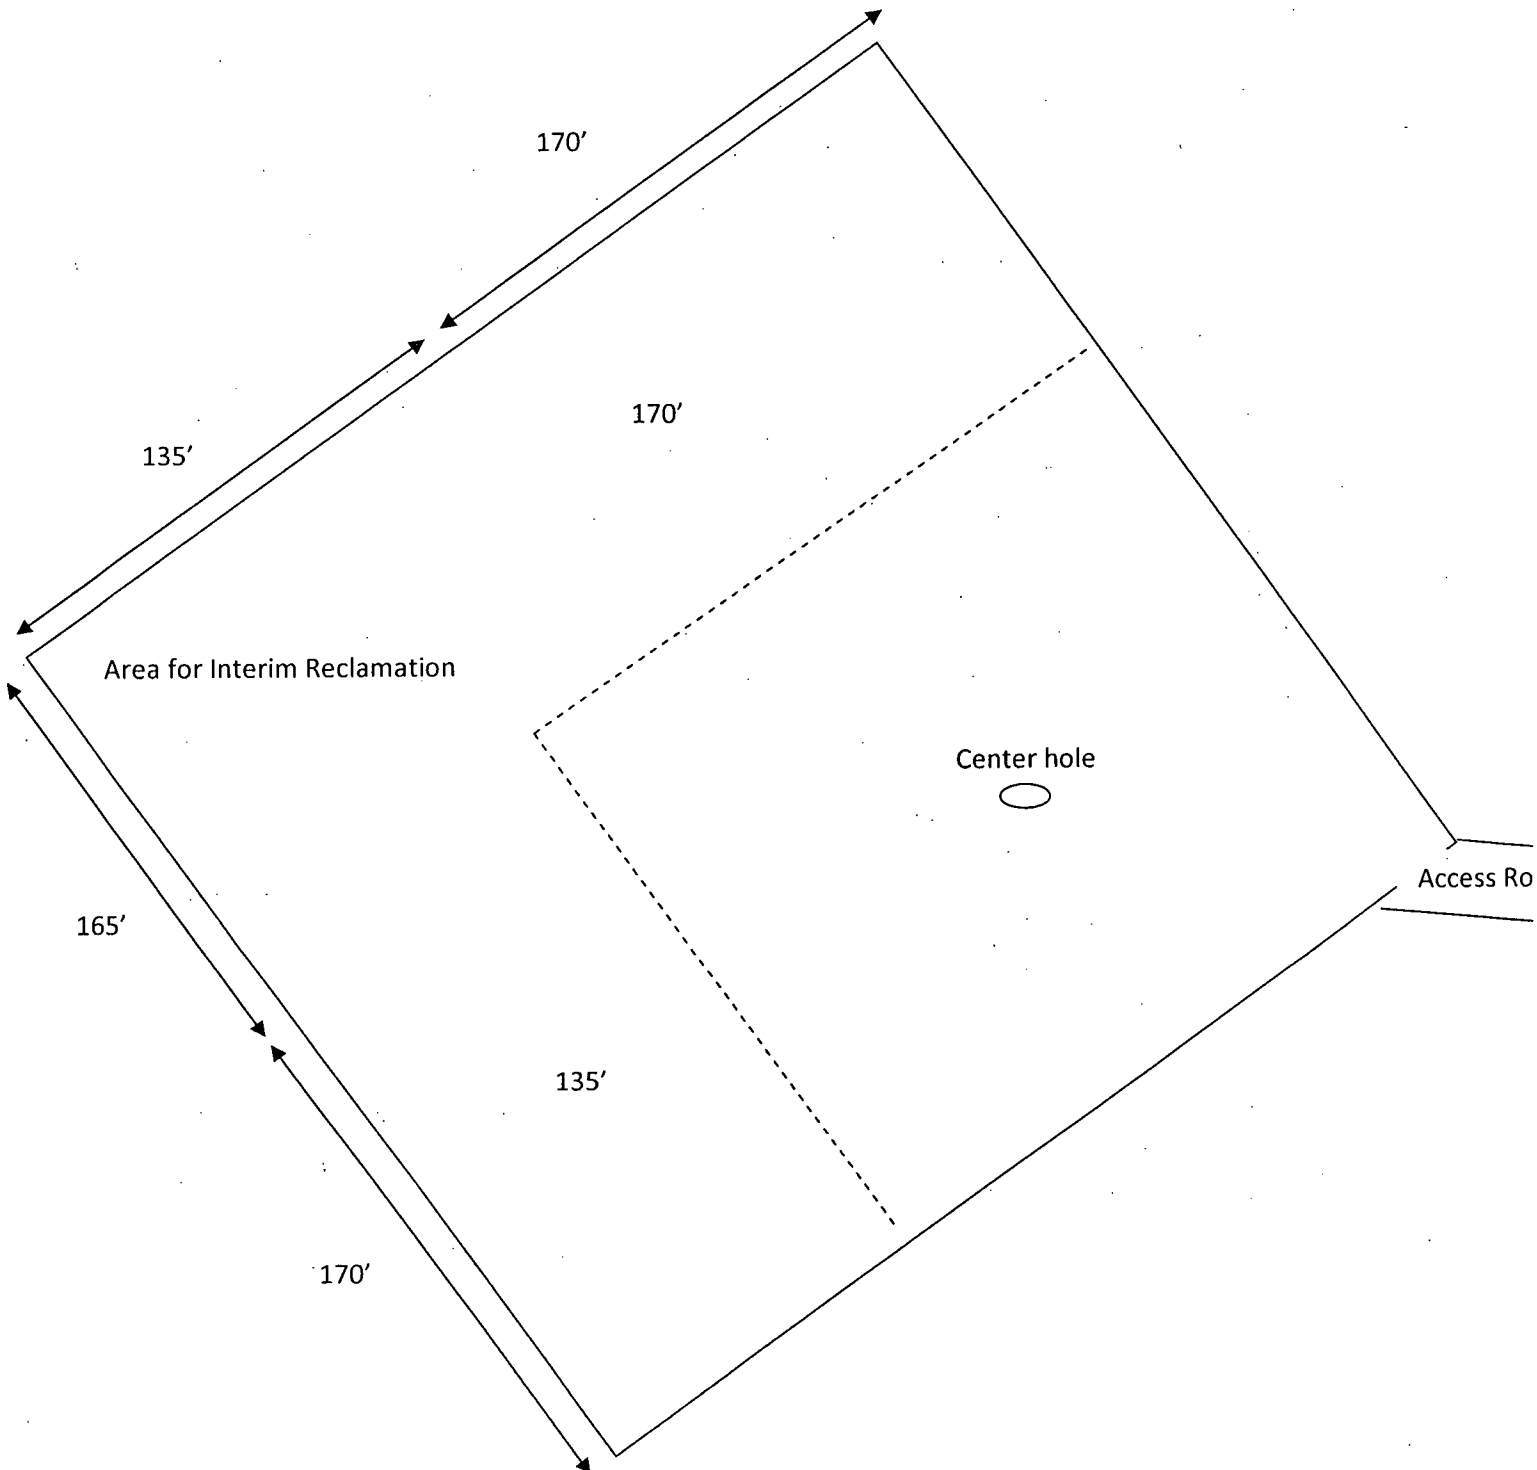 170’
170’
135’
Area for Interim Reclamation
Center hole
Access Ro
165’
135’
170’